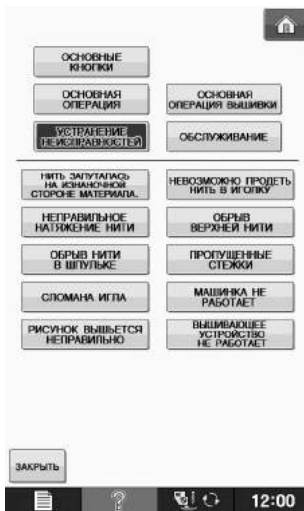 ОСНОВНЫЕ
КНОПКИ
ОСНОВНАЯ
ОПЕРАЦИЯ
ОСНОВНАЯ
ОПЕРАЦИЯ ВЫШИВКИ
УСТРАНЕНИЕ
НЕИСПРАВНОСТЕЙ
ОБСЛУЖИВАНИЕ
НИТЬ ЗАПУТАЛАСЬ
НА ИЗНАНОЧНОЙ
СТОРОНЕ МАТЕРИАЛА.
НЕВОЗМОЖНО ПРОДЕТЬ
НИТЬ В ИГОЛКУ
НЕПРАВИЛЬНОЕ
НАТЯЖЕНИЕ НИТИ
ОБРЫВ
ВЕРХНЕЙ НИТИ
ОБРЫВ НИТИ
В ШПУЛЬКЕ
ПРОПУЩЕННЫЕ
СТЕЖКИ
СЛОМАНА ИГЛА
МАШИНКА НЕ
РАБОТАЕТ
РИСУНОК ВЫШЬЕТСЯ
НЕПРАВИЛЬНО
ВЫШИВАЮЩЕЕ
УСТРОЙСТВО
НЕ РАБОТАЕТ
ЗАКРЫТЬ
12:00